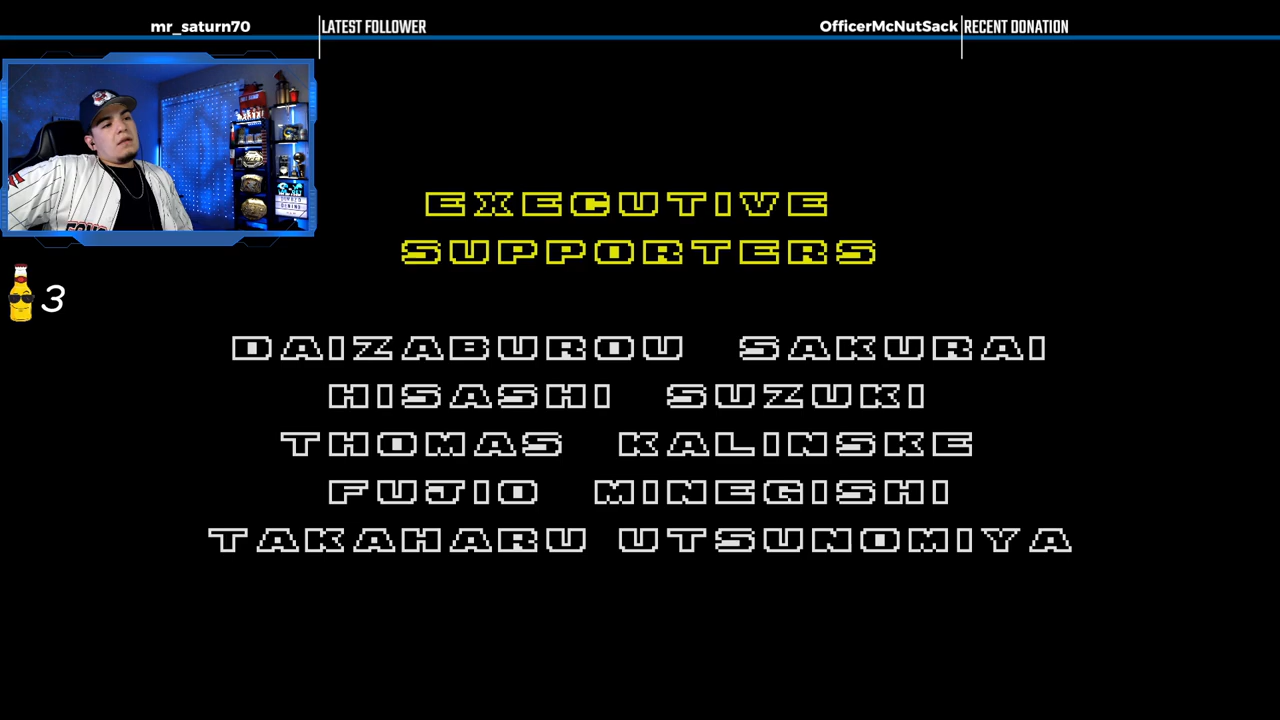 mr_saturn70
LATEST FOLLOWER
OfficerMcNutSack
RECENT DONATION
3
EXECUTIVE
SUPPORTERS
DAIZABUROU SAKURAI
HISASHI SUZUKI
THOMAS KALINSKE
FUJIO MINEGISHI
TAKAHARU UTSUNOMIYA